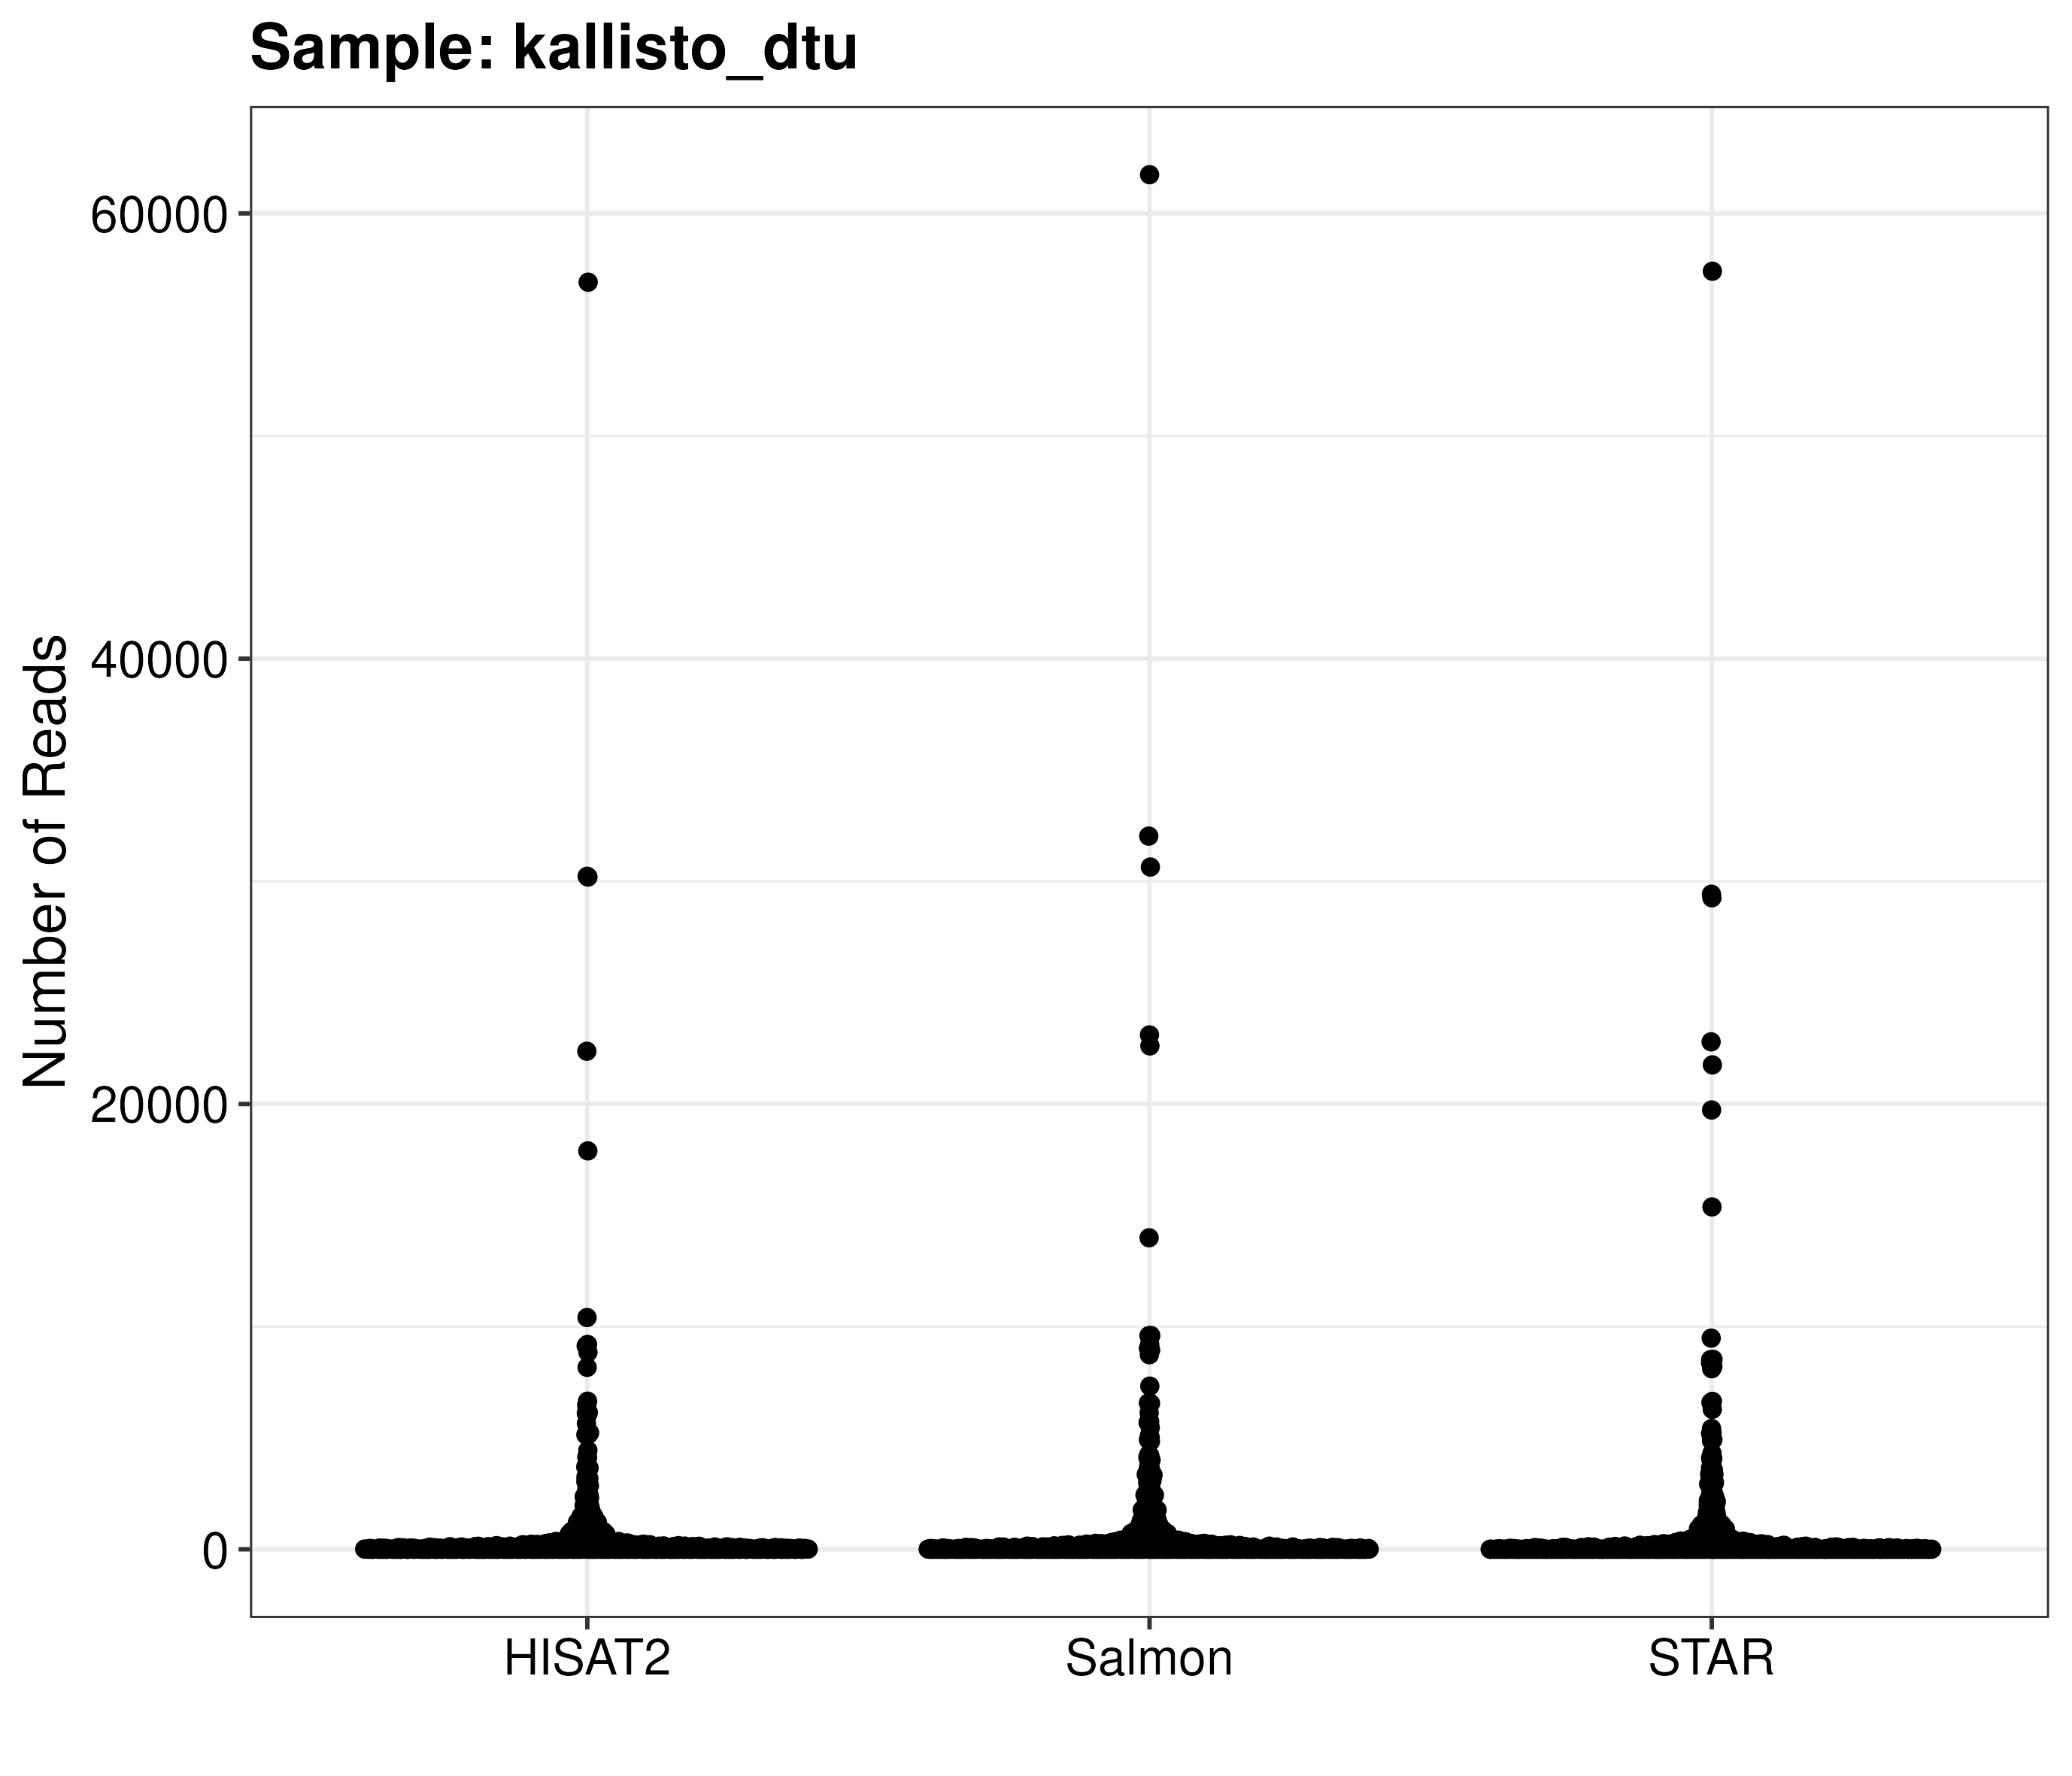 Sample: kallisto_dtu
Number of Reads
60000
40000
20000
0
HISAT2
Salmon
STAR